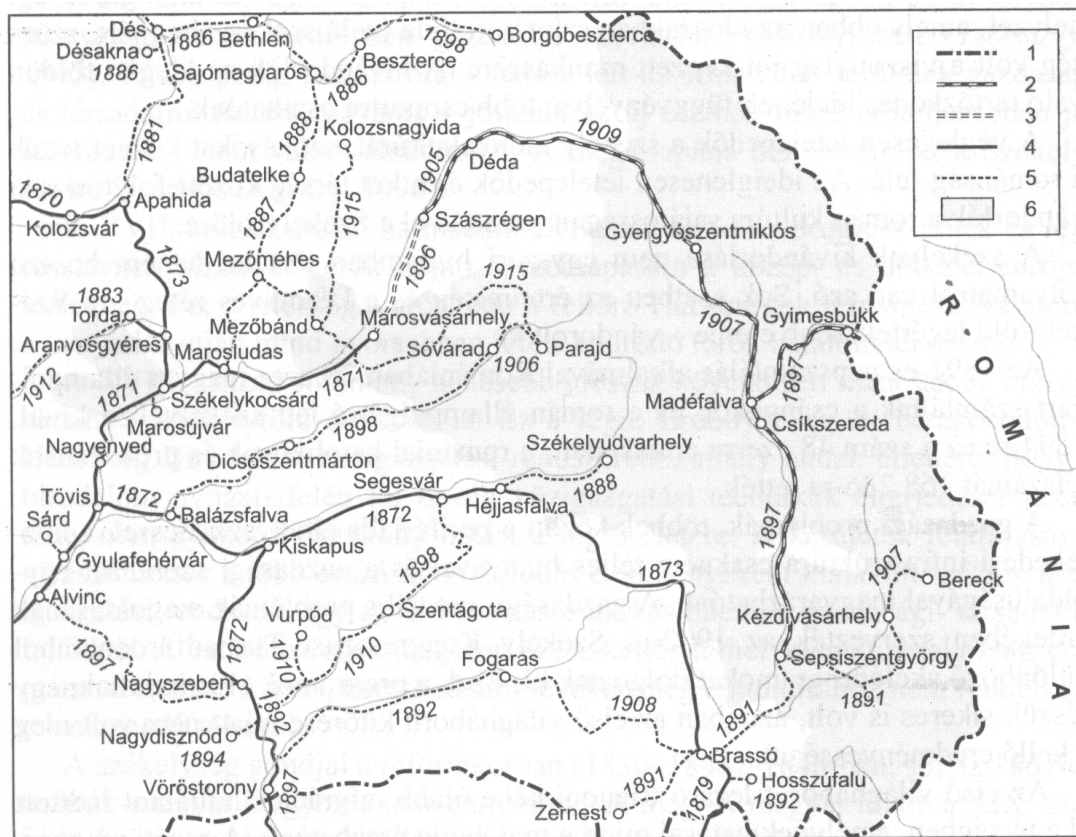 Dés
1886
Bethlen
1898
Borgóbeszterce
Désakna
1886
Sajómagyarós
Beszterce
1886
1
2
3
4
5
6
1881
1888
Kolozsnagyida
Budatelke
1909
Déda
1905
1870
Apahida
Kolozsvár
1887
1915
Szászrégen
Gyergyószentmiklós
1873
Mezőméhes
1896
1915
1883
Torda
Mezőbánd
Marosvásárhely
1907
Gyimesbükk
Aranyosgyéres
Marosludas
Sóvárad
Parajd
1906
1912
1871
1871
1897
Székelykocsárd
Madéfalva
Marosújvár
1898
Csíkszereda
Nagyenyed
Dicsőszentmárton
Székelyudvarhely
Segesvár
Tövis
1872
Héjjasfalva
1888
Sárd
Balázsfalva
1872
Gyulafehérvár
Kiskapus
1898
1897
1873
1907
Bereck
Alvinc
Szentágota
Kézdivásárhely
1871
Vurpód
1897
1910
1910
Fogaras
Sepsiszentgyörgy
Nagyszeben
1891
1891
1892
1908
1892
Nagydisznód
1894
Brassó
Vöröstorony
1897
1891
Hosszúfalu
Zernest
1879
1892
R O M Á N I A